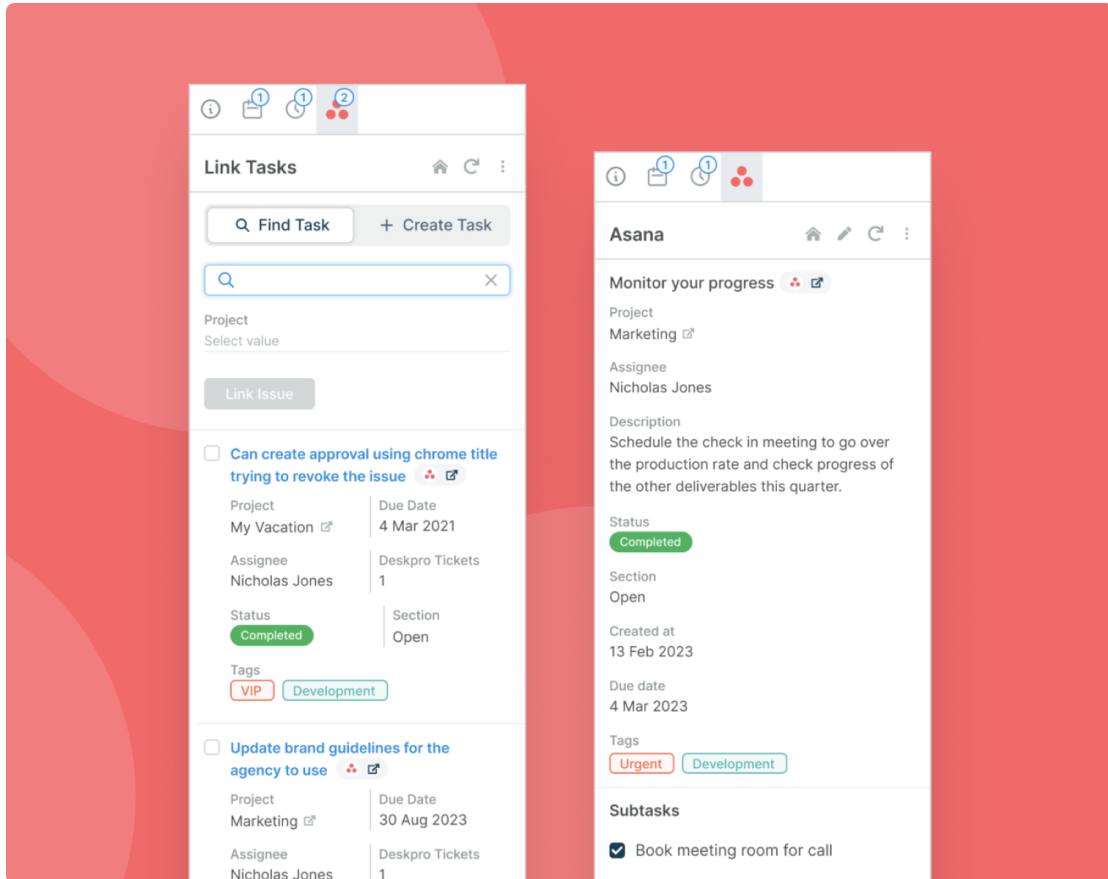 1 1 2
Link Tasks
Find Task + Create Task
Project
Select value
Link Issue
Can create approval using chrome title
trying to revoke the issue
Project Due Date
My Vacation 4 Mar 2021
Assignee Deskpro Tickets
Nicholas Jones 1
Status Section
Completed Open
Tags
VIP Development
Update brand guidelines for the
agency to use
Project Due Date
Marketing 30 Aug 2023
Assignee Deskpro Tickets
Nicholas Jones 1
1 1
Asana
Monitor your progress
Project
Marketing
Assignee
Nicholas Jones
Description
Schedule the check in meeting to go over
the production rate and check progress of
the other deliverables this quarter.
Status
Completed
Section
Open
Created at
13 Feb 2023
Due date
4 Mar 2023
Tags
Urgent Development
Subtasks
Book meeting room for call